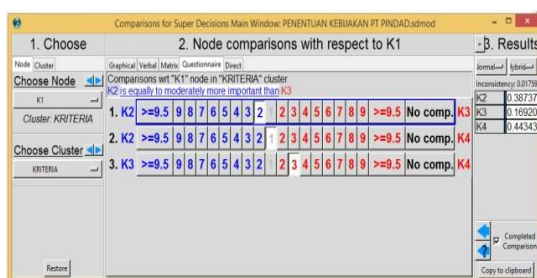 Comparisons for Super Decisions Main Window: PENENTUAN KEBIJAKAN PT PINDAD.sdmod
1. Choose
2. Node comparisons with respect to K1
3. Results
Node Cluster
Graphical Verbal Matrix Questionnaire Direct
Choose Node
K1
Cluster: KRITERIA
Choose Cluster
KRITERIA
Restore
Comparisons wrt "K1" node in "KRITERIA" cluster
K2 is equally to moderately more important than K3
1. K2 >=9.5 9 8 7 6 5 4 3 2 1 2 3 4 5 6 7 8 9 >=9.5 No comp. K3
2. K2 >=9.5 9 8 7 6 5 4 3 2 1 2 3 4 5 6 7 8 9 >=9.5 No comp. K4
3. K3 >=9.5 9 8 7 6 5 4 3 2 1 2 3 4 5 6 7 8 9 >=9.5 No comp. K4
Inconsistency: 0.01759
K2 0.38737
K3 0.16920
K4 0.44343
Completed
Comparison
Copy to clipboard